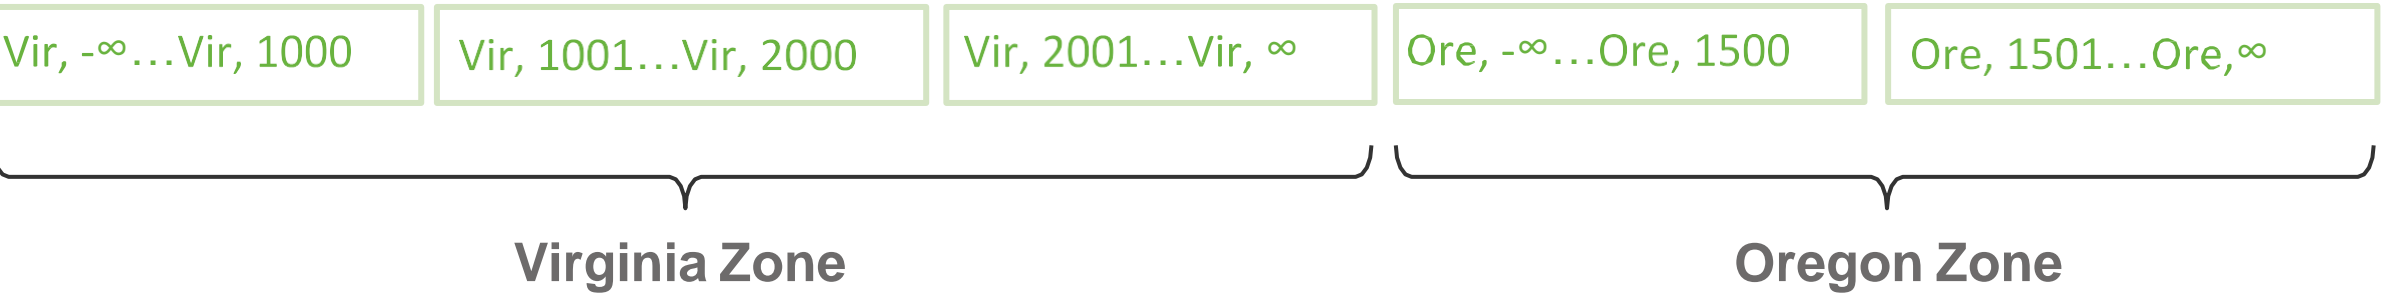 Vir, -∞...Vir, 1000
Vir, 1001...Vir, 2000
Vir, 2001...Vir, ∞
Ore, -∞...Ore, 1500
Ore, 1501...Ore,∞
Virginia Zone
Oregon Zone